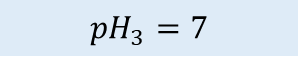 pH₃ = 7